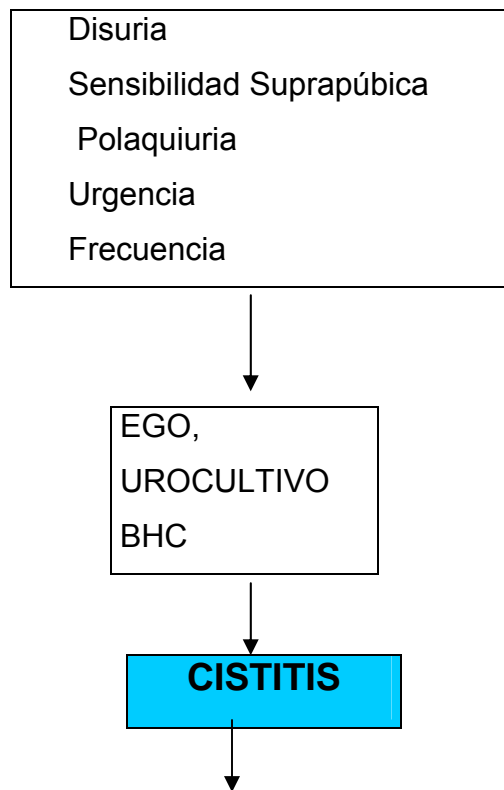 Disuria
Sensibilidad Suprapúbica
Polaquiuria
Urgencia
Frecuencia
EGO,
UROCULTIVO
BHC
CISTITIS